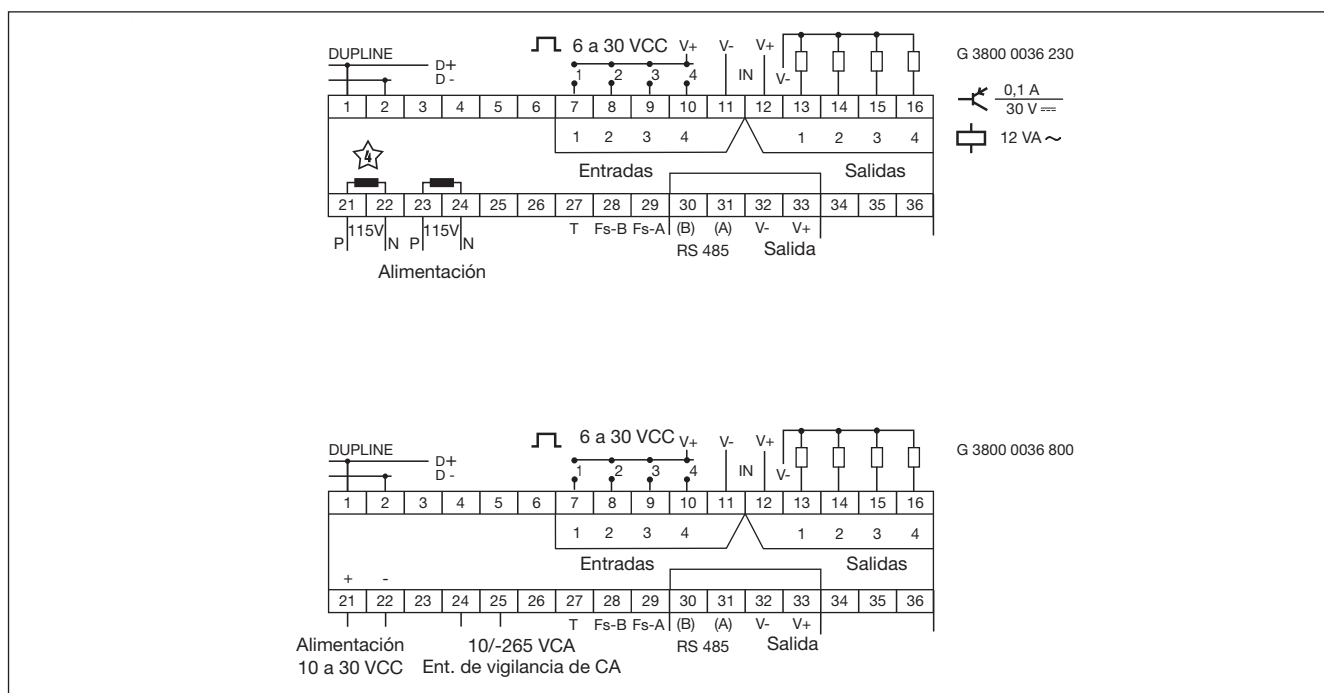 DUPLINE
D+
D -
6 a 30 VCC V+ V- V+
1 2 3 4 IN V-
G 3800 0036 230
0,1 A
30 V
12 VA ~
1 2 3 4 5 6 7 8 9 10 11 12 13 14 15 16
1 2 3 4 1 2 3 4
Entradas Salidas
4
21 22 23 24 25 26 27 28 29 30 31 32 33 34 35 36
P 115V N P 115V N
T Fs-B Fs-A (B) (A) V- V+
RS 485 Salida
Alimentación
DUPLINE
D+
D -
6 a 30 VCC V+ V- V+
1 2 3 4 IN V-
G 3800 0036 800
1 2 3 4 5 6 7 8 9 10 11 12 13 14 15 16
1 2 3 4 1 2 3 4
Entradas Salidas
+ -
21 22 23 24 25 26 27 28 29 30 31 32 33 34 35 36
T Fs-B Fs-A (B) (A) V- V+
RS 485 Salida
Alimentación 10/-265 VCA
10 a 30 VCC Ent. de vigilancia de CA